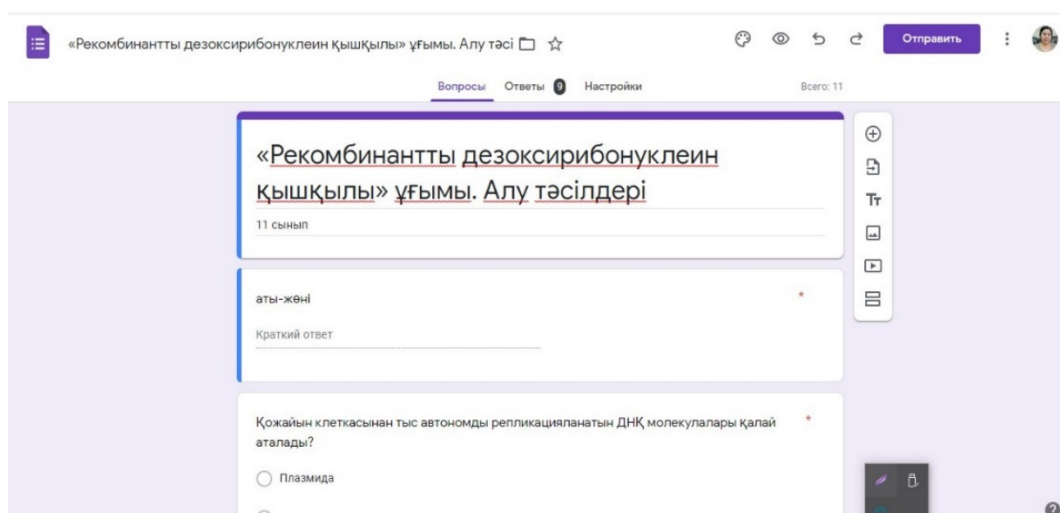 «Рекомбинантты дезоксирибонуклеин қышқылы» ұғымы. Алу тәсі
Отправить
Вопросы Ответы 9 Настройки
Всего: 11
«Рекомбинантты дезоксирибонуклеин
қышқылы» ұғымы. Алу тәсілдері
11 сынып
аты-жөні *
Краткий ответ
Қожайын клеткасынан тыс автономды репликацияланатын ДНҚ молекулалары қалай *
аталады?
Плазмида